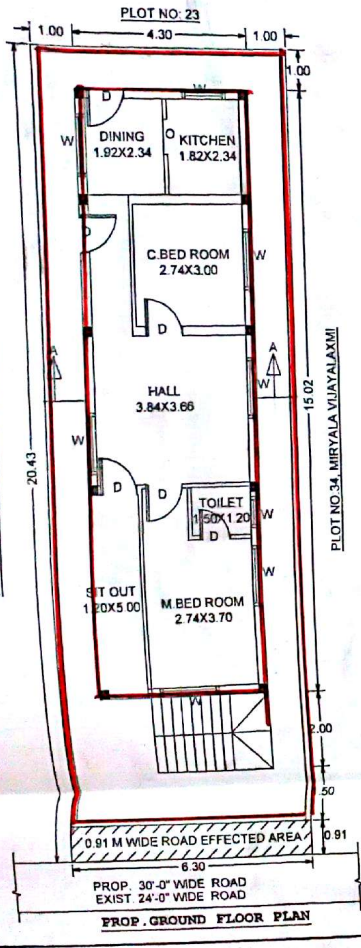 PLOT NO: 23
1.00 4.30 1.00
1.00
D W
DINING
1.92X2.34
KITCHEN
1.82X2.34
W
O
D
C.BED ROOM
2.74X3.00
W
D
A A
HALL
3.84X3.66
W
W
20.43
15.02
PLOT NO.34, MIRYALA VIJAYALAXMI
D D
TOILET
1.50X1.20
W
D
SIT OUT
1.20X5.00
M.BED ROOM
2.74X3.70
W
W
2.00
.50
0.91 M WIDE ROAD EFFECTED AREA
0.91
6.30
PROP. 30'-0" WIDE ROAD
EXIST. 24'-0" WIDE ROAD
PROP.GROUND FLOOR PLAN